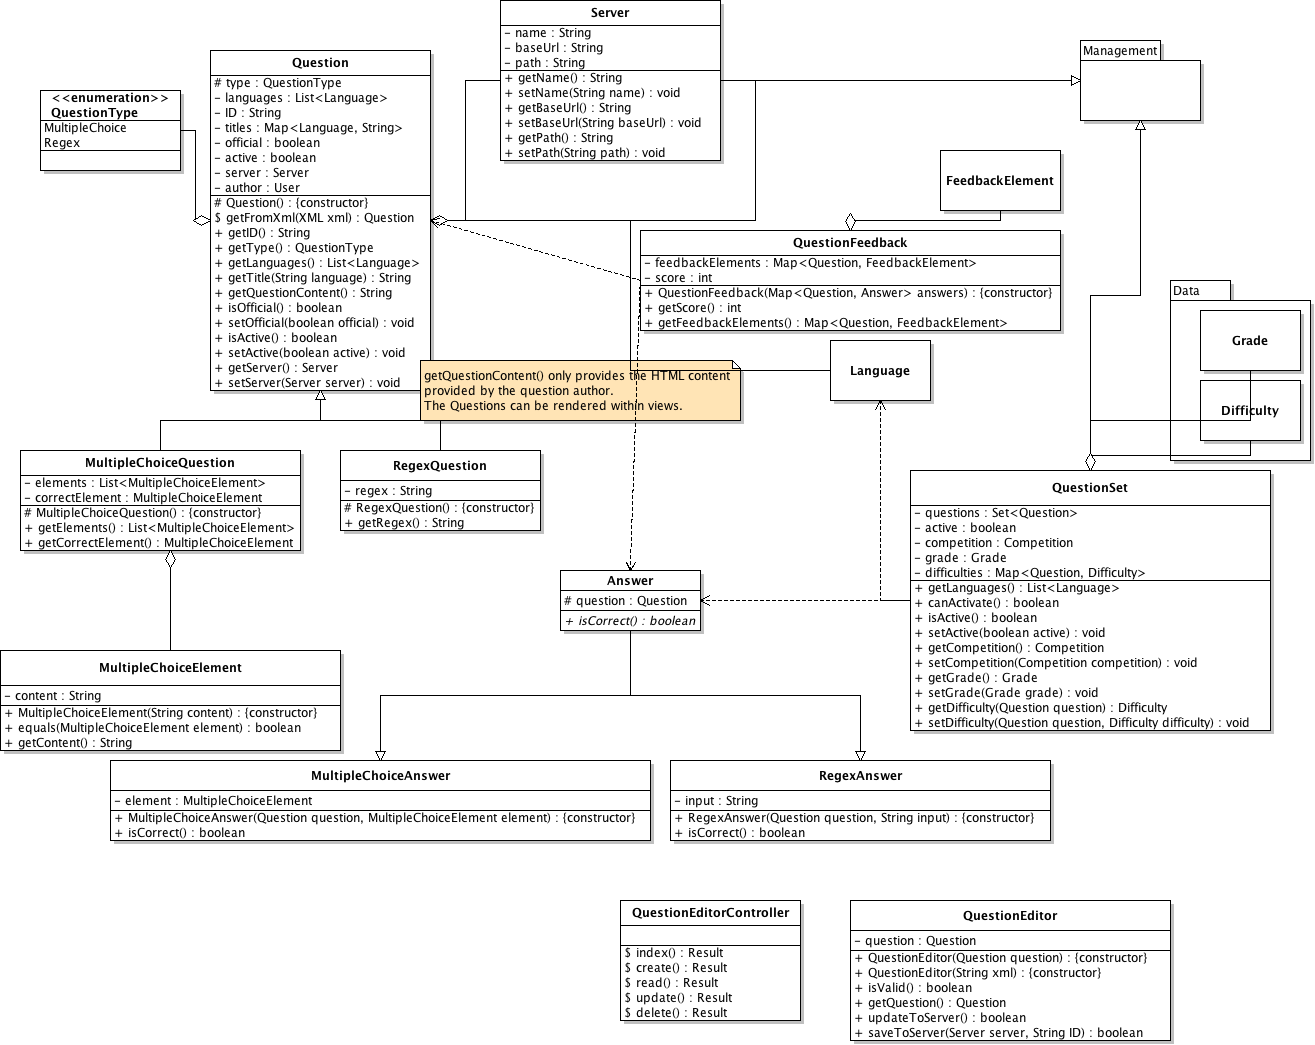 Server
- name : String
- baseUrl : String
- path : String
+ getName() : String
+ setName(String name) : void
+ getBaseUrl() : String
+ setBaseUrl(String baseUrl) : void
+ getPath() : String
+ setPath(String path) : void
Management
Question
# type : QuestionType
- languages : List<Language>
- ID : String
- titles : Map<Language, String>
- official : boolean
- active : boolean
- server : Server
- author : User
# Question() : {constructor}
$ getFromXml(XML xml) : Question
+ getID() : String
+ getType() : QuestionType
+ getLanguages() : List<Language>
+ getTitle(String language) : String
+ getQuestionContent() : String
+ isOfficial() : boolean
+ setOfficial(boolean official) : void
+ isActive() : boolean
+ setActive(boolean active) : void
+ getServer() : Server
+ setServer(Server server) : void
<<enumeration>>
QuestionType
MultipleChoice
Regex
FeedbackElement
QuestionFeedback
- feedbackElements : Map<Question, FeedbackElement>
- score : int
+ QuestionFeedback(Map<Question, Answer> answers) : {constructor}
+ getScore() : int
+ getFeedbackElements() : Map<Question, FeedbackElement>
Data
Grade
Difficulty
Language
getQuestionContent() only provides the HTML content
provided by the question author.
The Questions can be rendered within views.
MultipleChoiceQuestion
- elements : List<MultipleChoiceElement>
- correctElement : MultipleChoiceElement
# MultipleChoiceQuestion() : {constructor}
+ getElements() : List<MultipleChoiceElement>
+ getCorrectElement() : MultipleChoiceElement
RegexQuestion
- regex : String
# RegexQuestion() : {constructor}
+ getRegex() : String
QuestionSet
- questions : Set<Question>
- active : boolean
- competition : Competition
- grade : Grade
- difficulties : Map<Question, Difficulty>
+ getLanguages() : List<Language>
+ canActivate() : boolean
+ isActive() : boolean
+ setActive(boolean active) : void
+ getCompetition() : Competition
+ setCompetition(Competition competition) : void
+ getGrade() : Grade
+ setGrade(Grade grade) : void
+ getDifficulty(Question question) : Difficulty
+ setDifficulty(Question question, Difficulty difficulty) : void
Answer
# question : Question
+ isCorrect() : boolean
MultipleChoiceElement
- content : String
+ MultipleChoiceElement(String content) : {constructor}
+ equals(MultipleChoiceElement element) : boolean
+ getContent() : String
MultipleChoiceAnswer
- element : MultipleChoiceElement
+ MultipleChoiceAnswer(Question question, MultipleChoiceElement element) : {constructor}
+ isCorrect() : boolean
RegexAnswer
- input : String
+ RegexAnswer(Question question, String input) : {constructor}
+ isCorrect() : boolean
QuestionEditorController
$ index() : Result
$ create() : Result
$ read() : Result
$ update() : Result
$ delete() : Result
QuestionEditor
- question : Question
+ QuestionEditor(Question question) : {constructor}
+ QuestionEditor(String xml) : {constructor}
+ isValid() : boolean
+ getQuestion() : Question
+ updateToServer() : boolean
+ saveToServer(Server server, String ID) : boolean